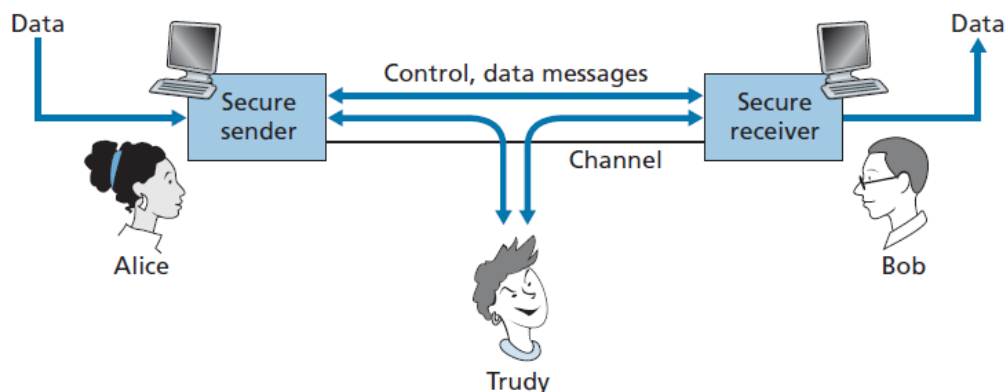 Data
Data
Control, data messages
Secure
sender
Secure
receiver
Channel
Alice
Bob
Trudy